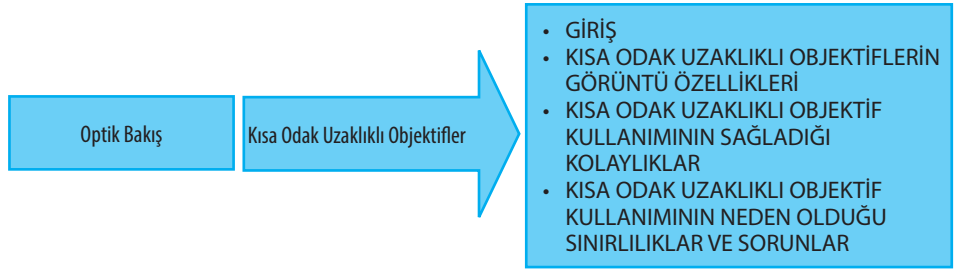 Optik Bakış
Kısa Odak Uzaklıklı Objektifler
• GİRİŞ
• KISA ODAK UZAKLIKLI OBJEKTİFLERİN
GÖRÜNTÜ ÖZELLİKLERİ
• KISA ODAK UZAKLIKLI OBJEKTİF
KULLANIMININ SAĞLADIĞI
KOLAYLIKLAR
• KISA ODAK UZAKLIKLI OBJEKTİF
KULLANIMININ NEDEN OLDUĞU
SINIRLILIKLAR VE SORUNLAR